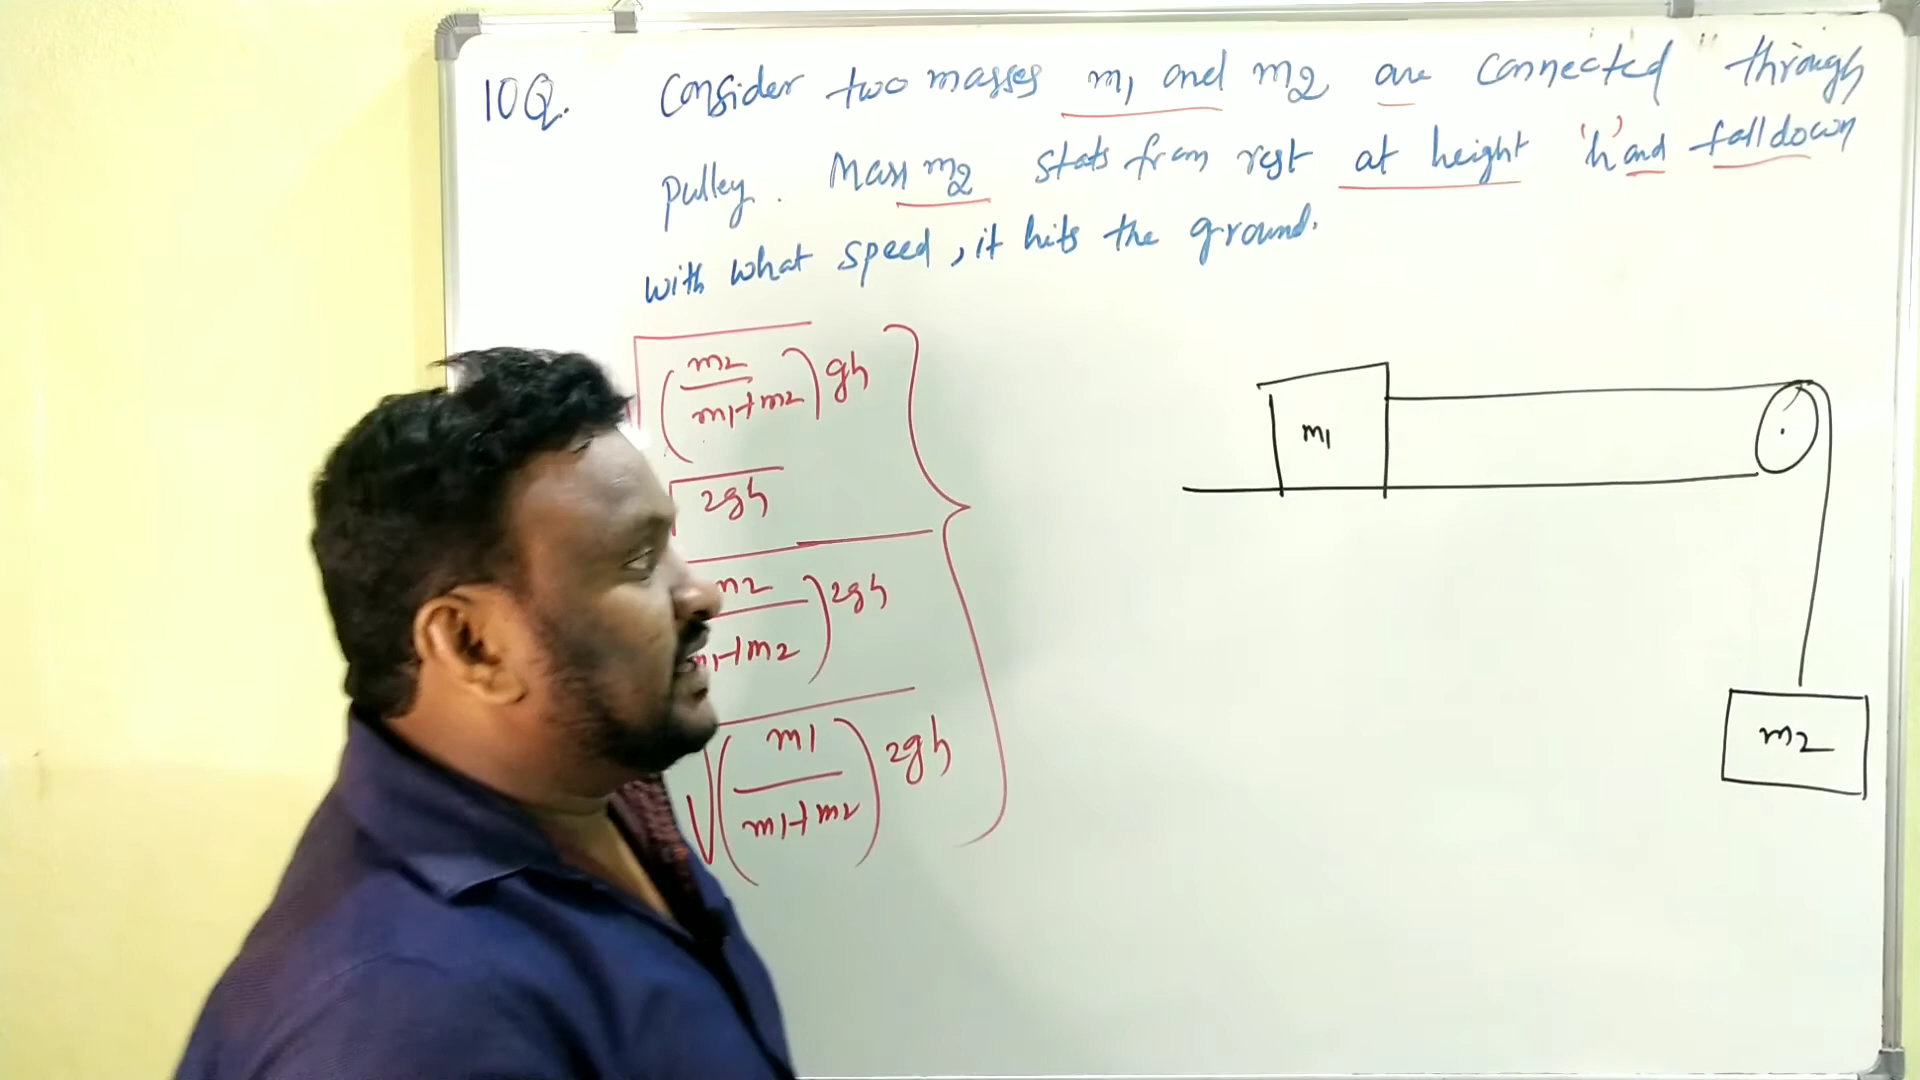 10Q. Consider two masses m1 and m2 are connected through
pulley. Mass m2 stats from rest at height 'h' and fall down
with what speed, it hits the ground.
(m2/m1+m2) gh
√2gh
m2/m1+m2) 2gh
√(m1/m1+m2) 2gh
m1
m2